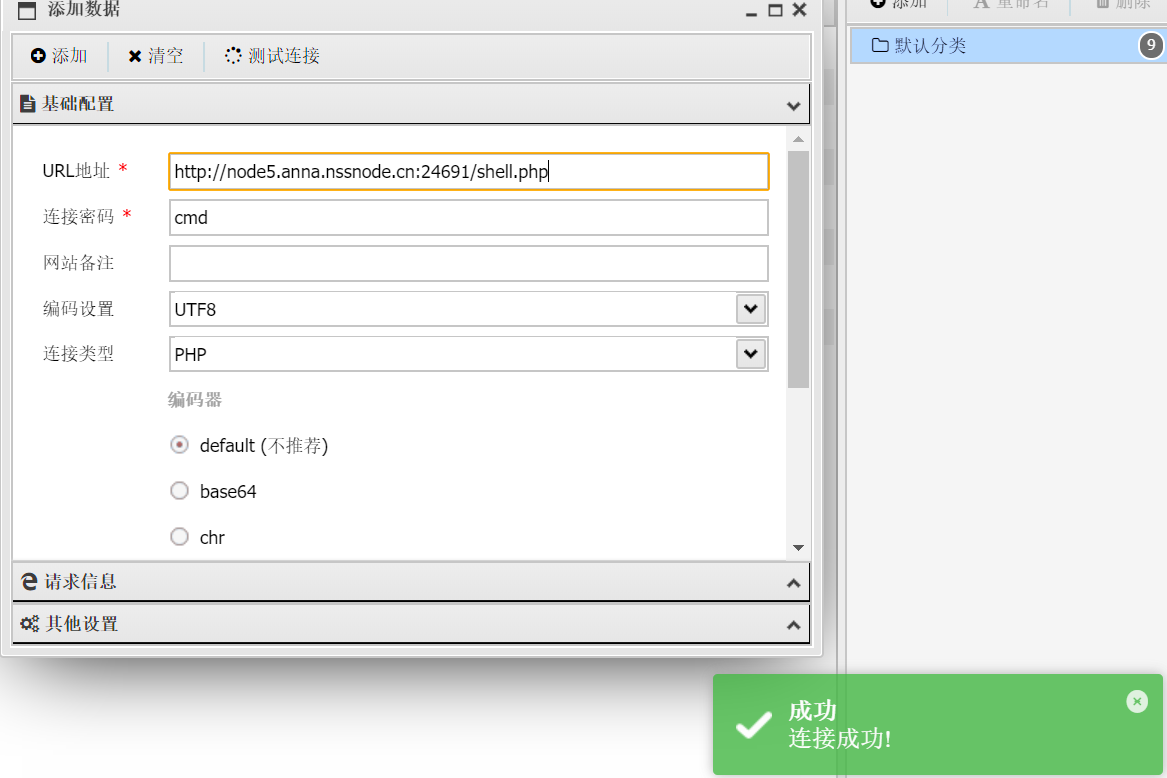 添加数据
添加 清空 测试连接
基础配置
URL地址 * http://node5.anna.nssnode.cn:24691/shell.php
连接密码 * cmd
网站备注
编码设置 UTF8
连接类型 PHP
编码器
default (不推荐)
base64
chr
请求信息
其他设置
添加 A 重命名 删除
默认分类 9
成功
连接成功!